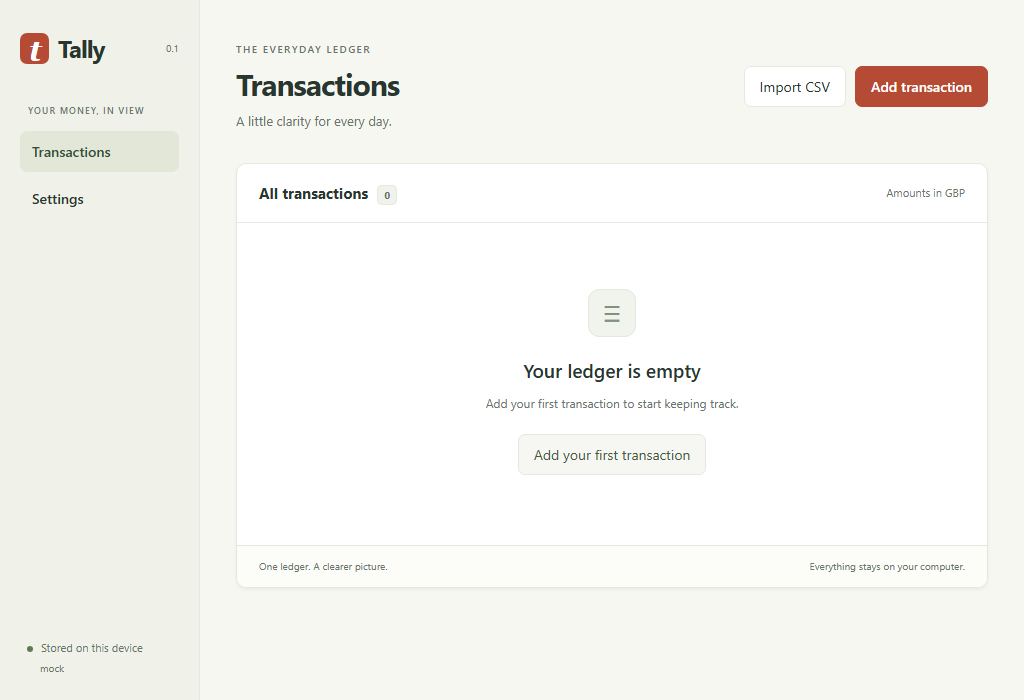 t Tally 0.1
YOUR MONEY, IN VIEW
Transactions
Settings
Stored on this device
mock
THE EVERYDAY LEDGER
Transactions
A little clarity for every day.
Import CSV
Add transaction
All transactions 0
Amounts in GBP
Your ledger is empty
Add your first transaction to start keeping track.
Add your first transaction
One ledger. A clearer picture.
Everything stays on your computer.